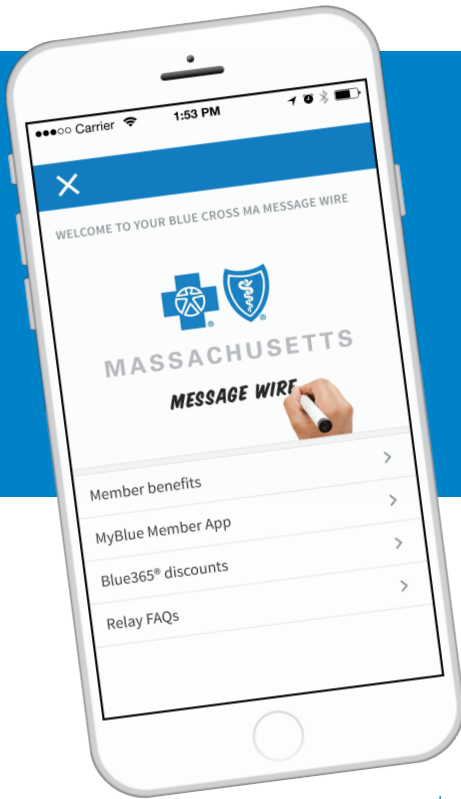 Carrier 1:53 PM
WELCOME TO YOUR BLUE CROSS MA MESSAGE WIRE
® ®
MASSACHUSETTS
MESSAGE WIRE
Member benefits
MyBlue Member App
Blue365® discounts
Relay FAQs